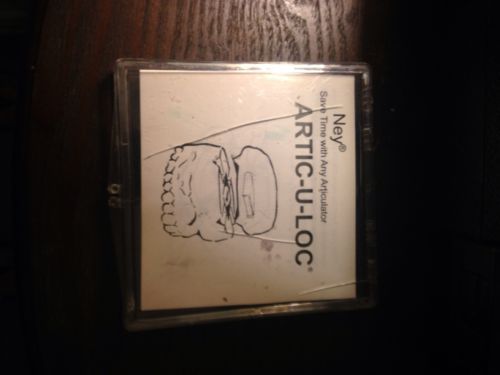 Ney®
Save Time with Any Articulator
ARTIC-U-LOC®